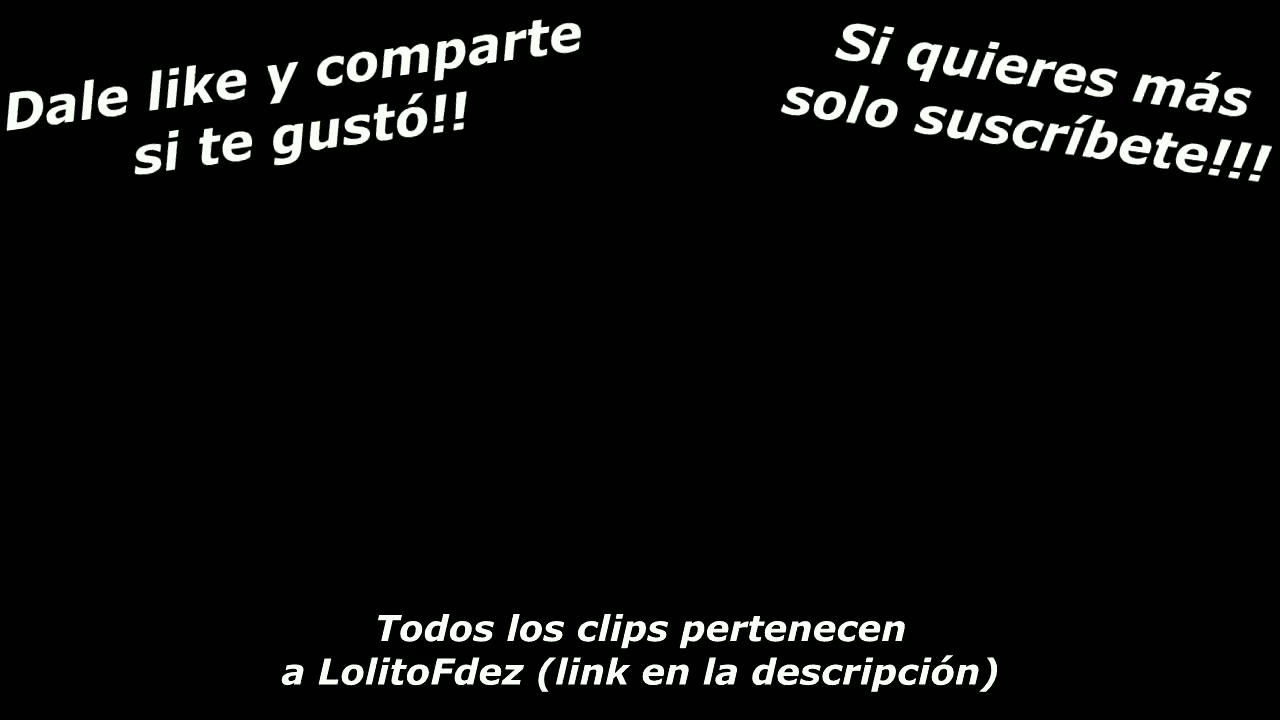 Dale like y comparte
si te gustó!!
Si quieres más
solo suscríbete!!!
Todos los clips pertenecen
a LolitoFdez (link en la descripción)